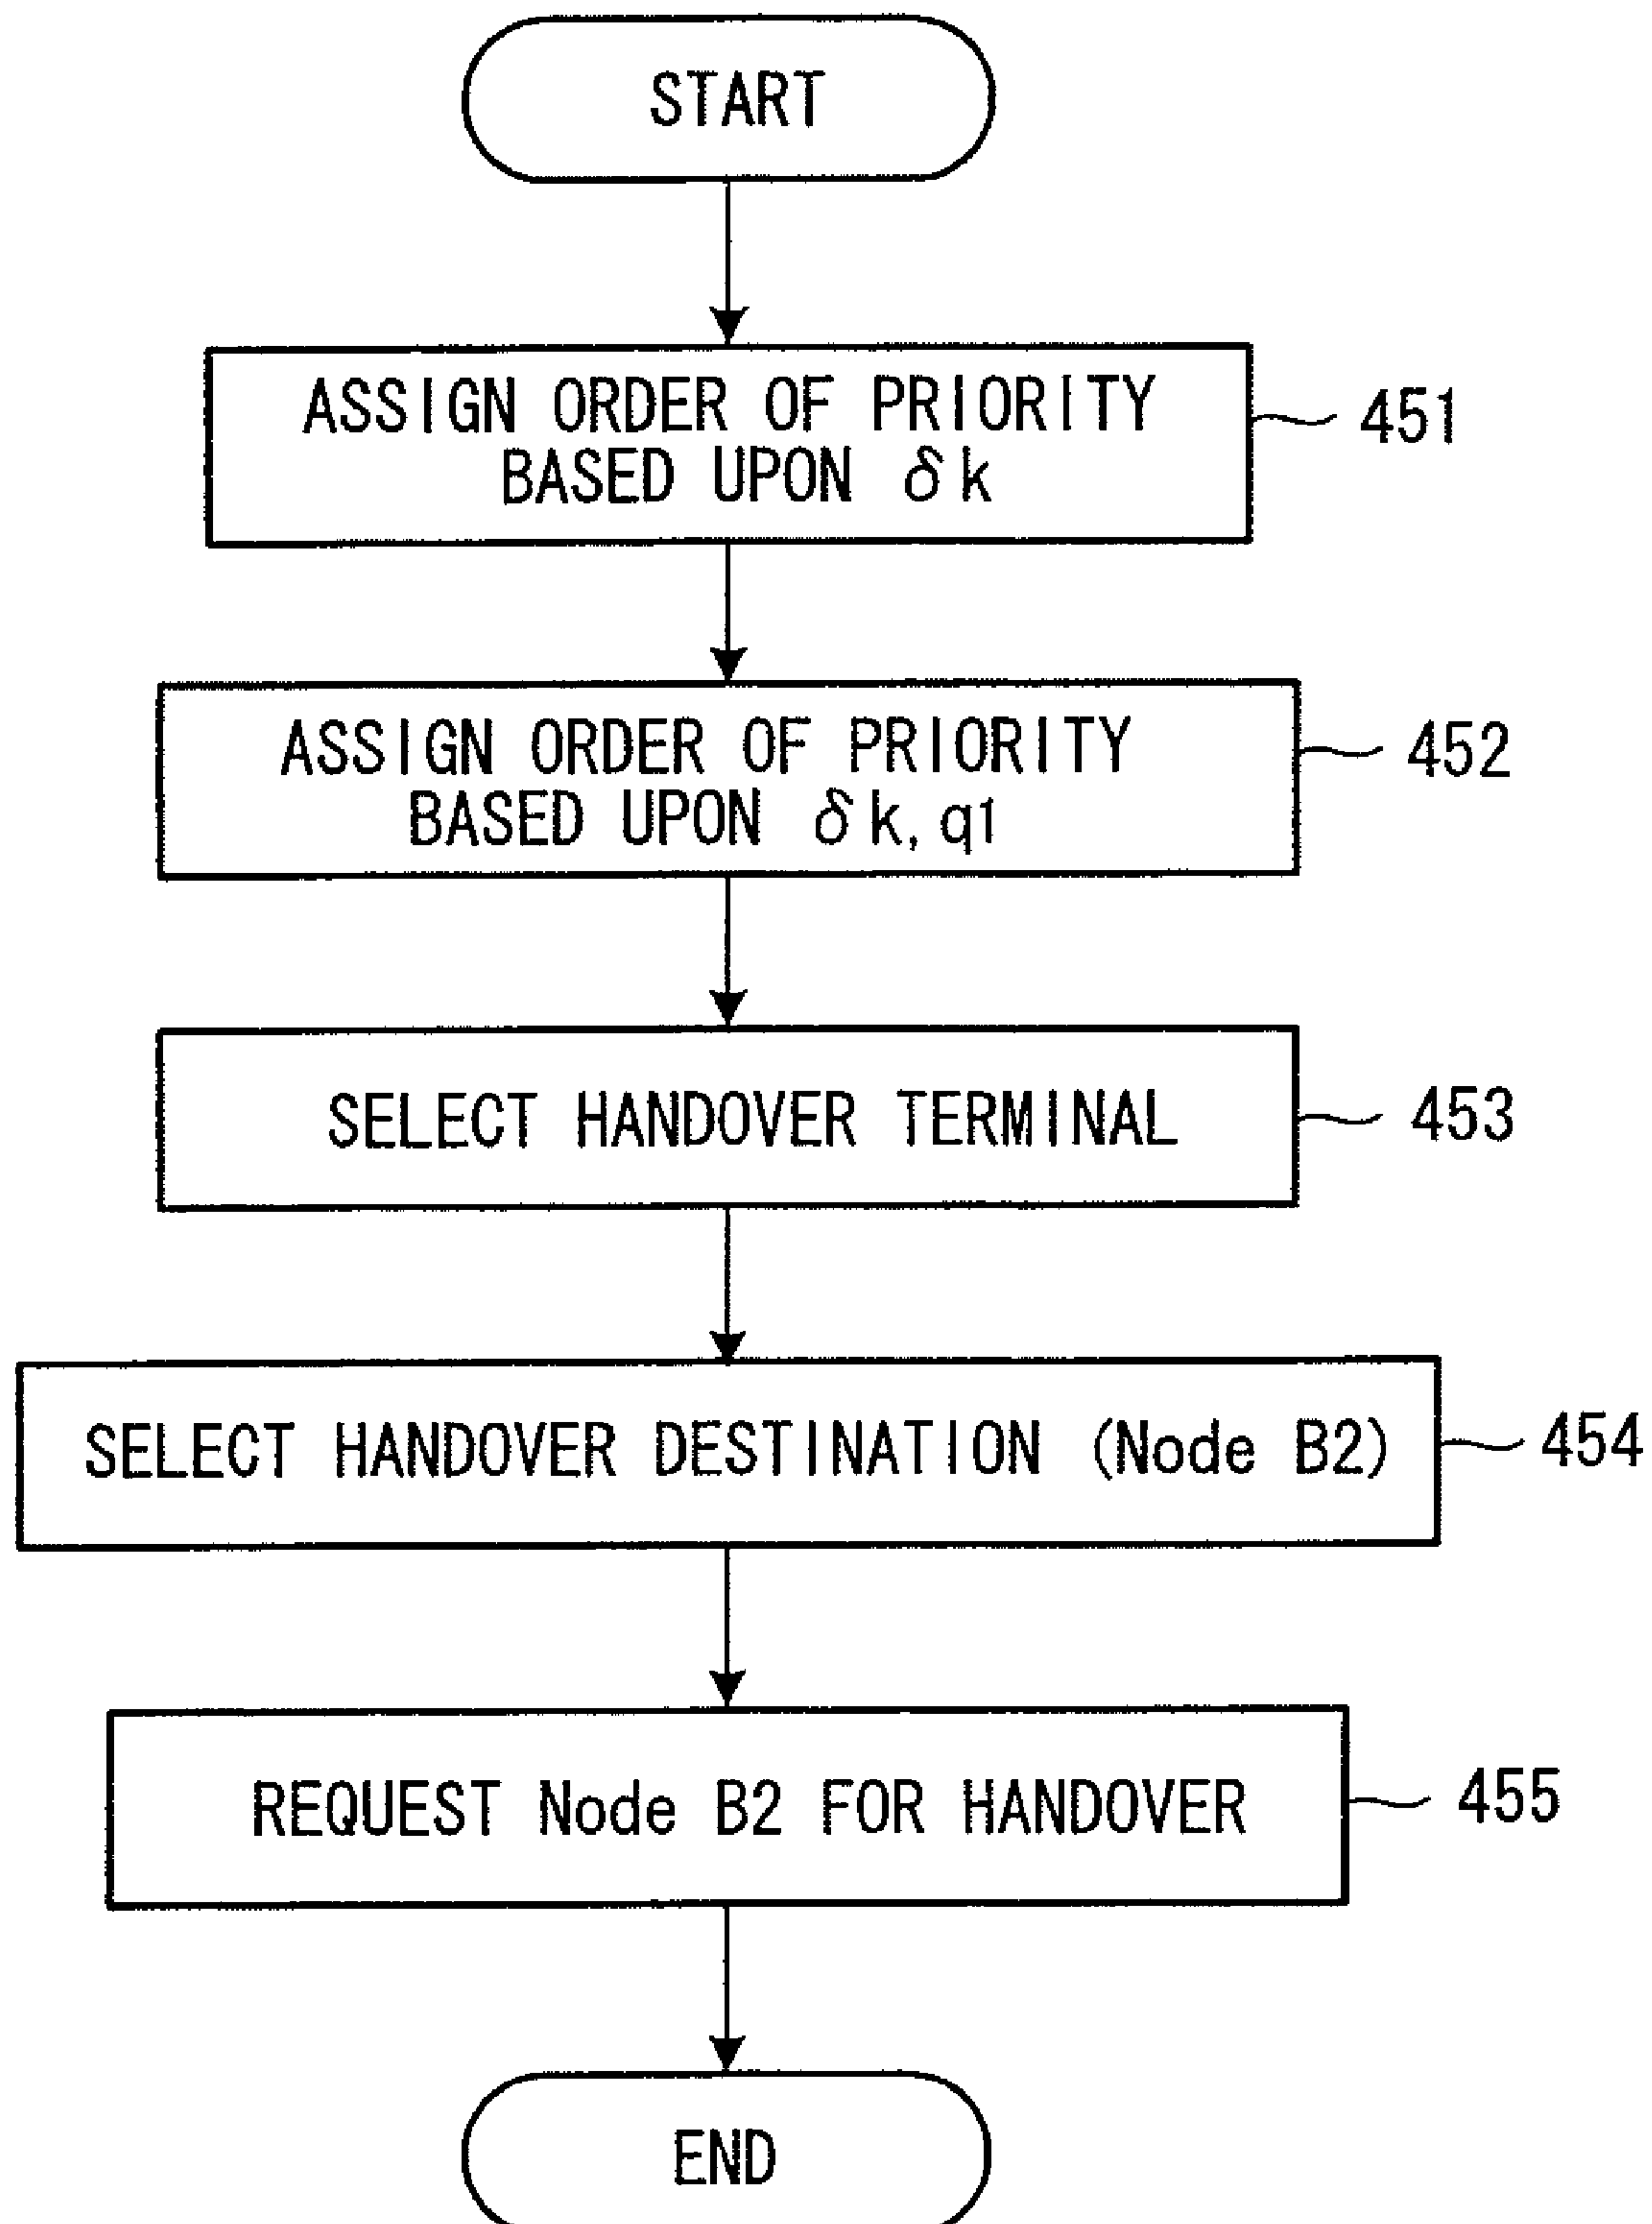 START
ASSIGN ORDER OF PRIORITY
BASED UPON δk
451
ASSIGN ORDER OF PRIORITY
BASED UPON δk, q1
452
SELECT HANDOVER TERMINAL
453
SELECT HANDOVER DESTINATION (Node B2)
454
REQUEST Node B2 FOR HANDOVER
455
END